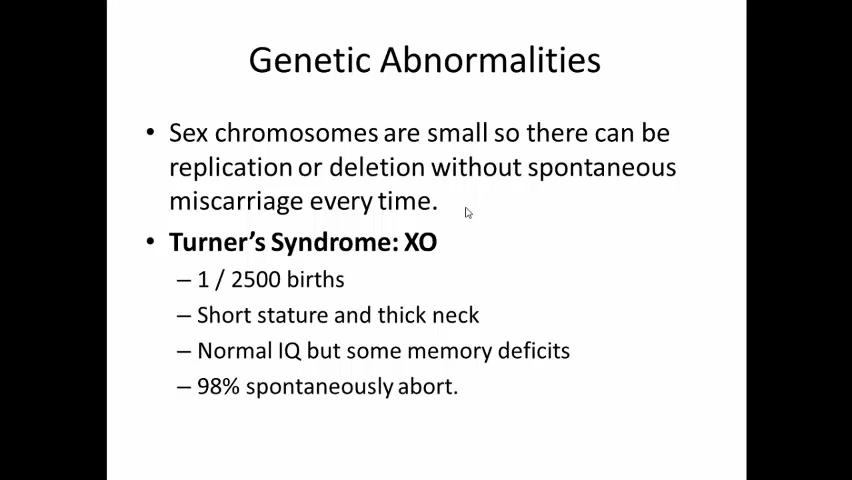 Genetic Abnormalities
• Sex chromosomes are small so there can be
replication or deletion without spontaneous
miscarriage every time.
• Turner’s Syndrome: XO
– 1 / 2500 births
– Short stature and thick neck
– Normal IQ but some memory deficits
– 98% spontaneously abort.